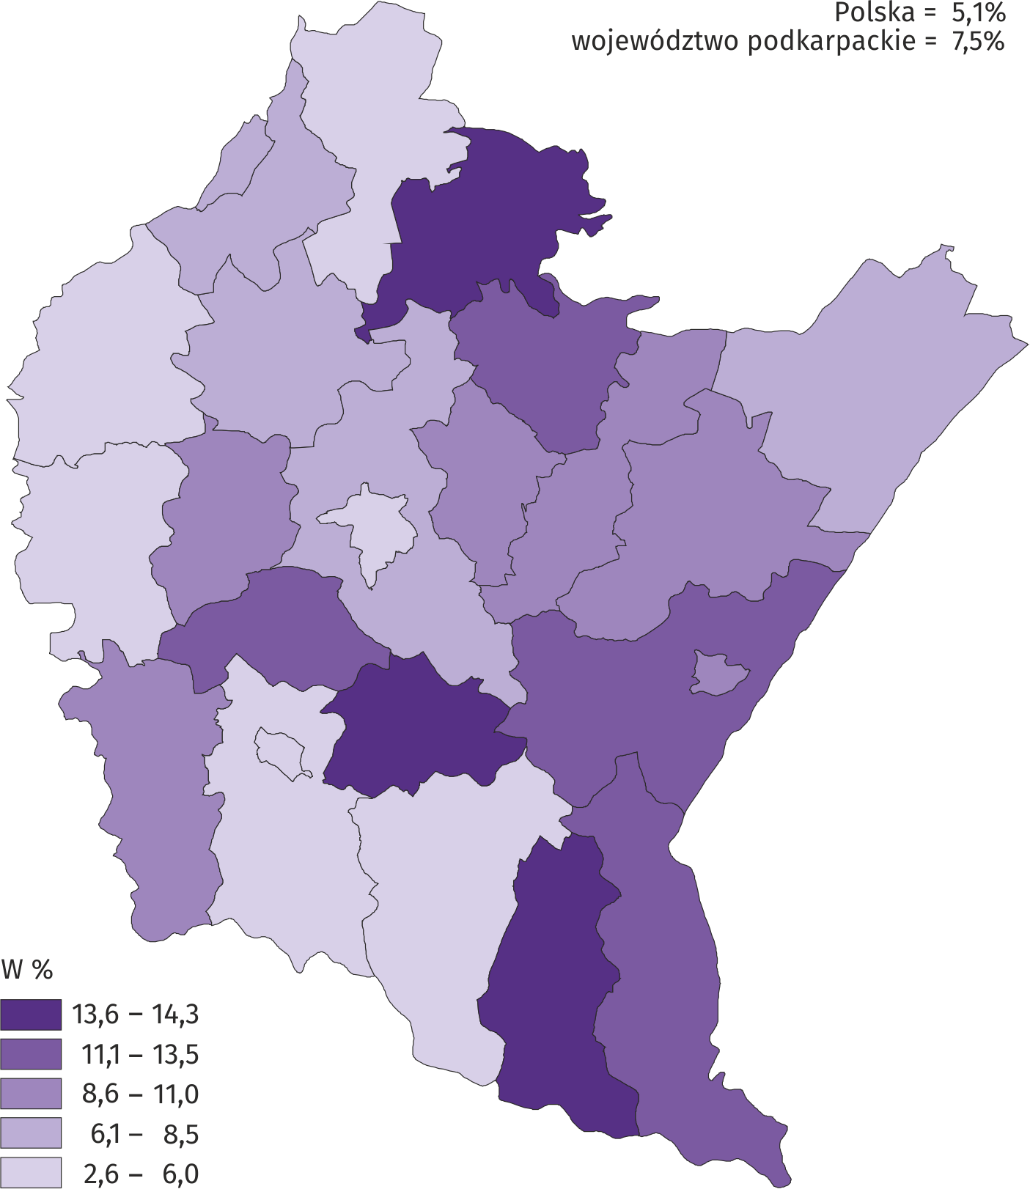 Polska = 5,1%
województwo podkarpackie = 7,5%
W %
13,6 – 14,3
11,1 – 13,5
8,6 – 11,0
6,1 – 8,5
2,6 – 6,0